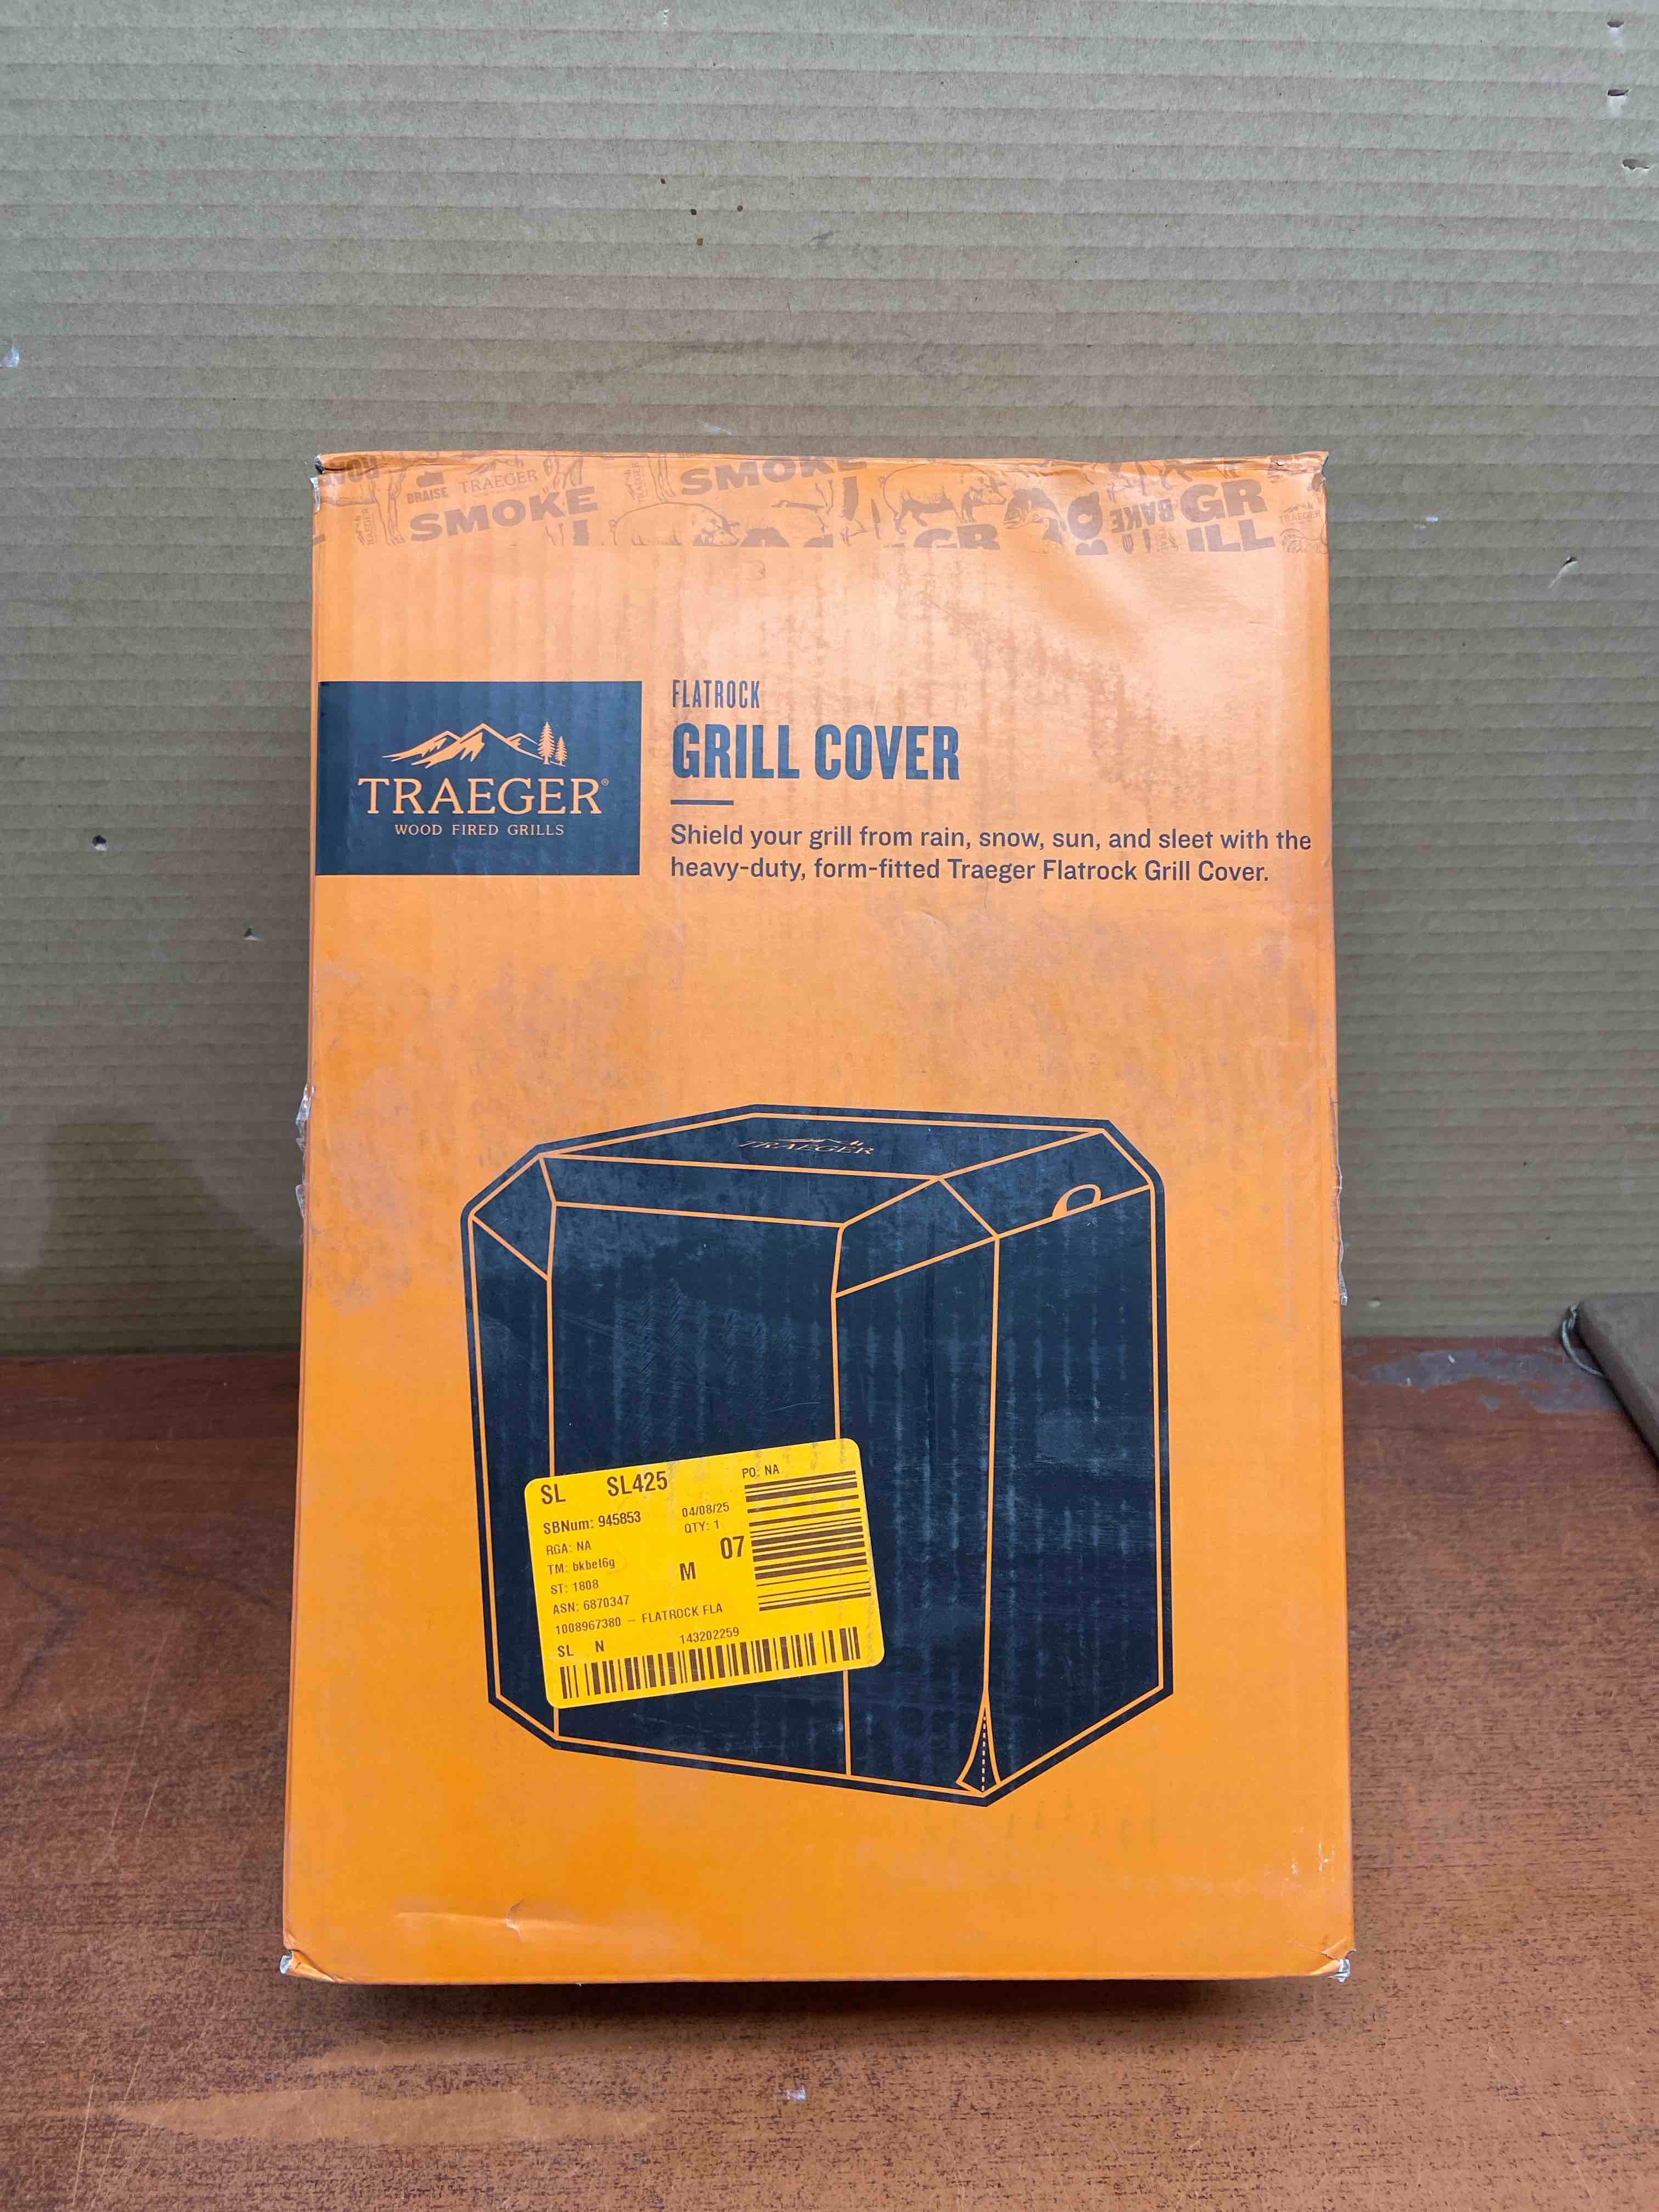 BRAISE
TRAEGER
SMOKE
SMOKE
GR
BAKE
GR
ILL
TRAEGER
FLATROCK
GRILL COVER
TRAEGER®
WOOD FIRED GRILLS
Shield your grill from rain, snow, sun, and sleet with the
heavy-duty, form-fitted Traeger Flatrock Grill Cover.
TRAEGER
SL SL425 PO: NA
SBNum: 945853 04/08/25
QTY: 1
RGA: NA
07
TM: bkbel6g
M
ST: 1808
ASN: 6870347
1008967380 - FLATROCK FLA
SL N 143202259